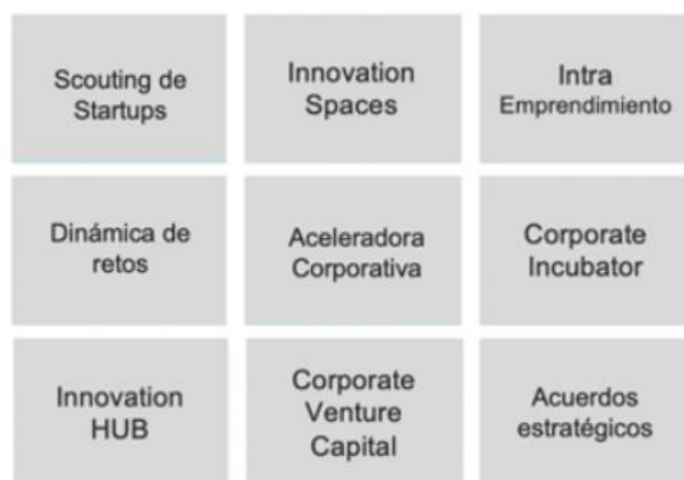 Scouting de
Startups
Innovation
Spaces
Intra
Emprendimiento
Dinámica de
retos
Aceleradora
Corporativa
Corporate
Incubator
Innovation
HUB
Corporate
Venture
Capital
Acuerdos
estratégicos